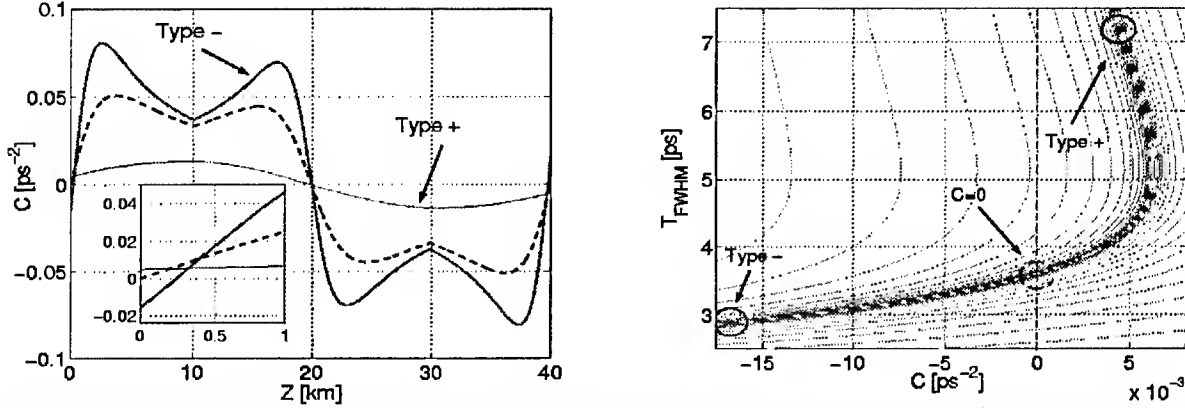 0.1
0.05
0
-0.05
-0.1
C [ps-2]
Type -
Type +
0.04
0.02
0
-0.02
0 0.5 1
0 10 20 30 40
Z [km]
7
6
5
4
3
T FWHM [ps]
Type +
C=0
Type -
-15 -10 -5 0 5
C [ps-2]
x 10-3